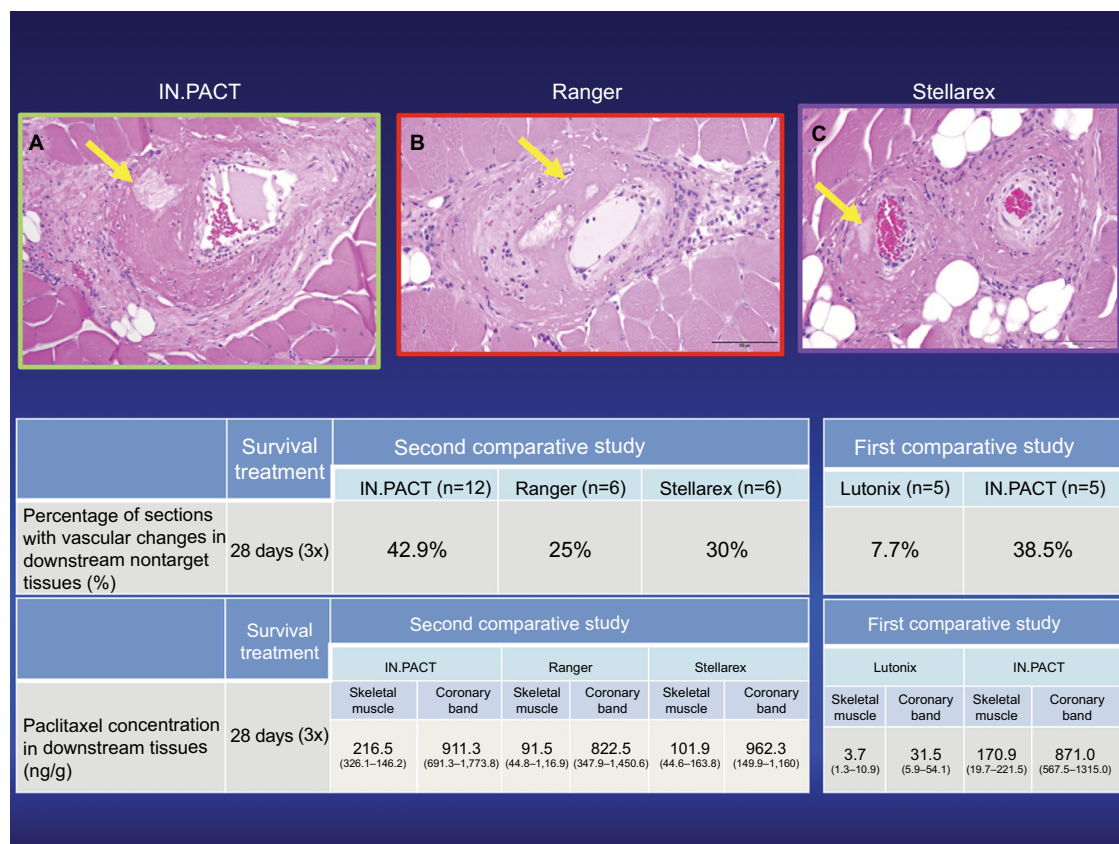 IN.PACT
Ranger
Stellarex
A
B
C
Survival treatment
Second comparative study
First comparative study
IN.PACT (n=12)
Ranger (n=6)
Stellarex (n=6)
Lutonix (n=5)
IN.PACT (n=5)
Percentage of sections
with vascular changes in
downstream nontarget
tissues (%)
28 days (3x)
42.9%
25%
30%
7.7%
38.5%
Survival treatment
Second comparative study
First comparative study
IN.PACT
Ranger
Stellarex
Lutonix
IN.PACT
Skeletal muscle
Coronary band
Skeletal muscle
Coronary band
Skeletal muscle
Coronary band
Skeletal muscle
Coronary band
Skeletal muscle
Coronary band
Paclitaxel concentration
in downstream tissues
(ng/g)
28 days (3x)
216.5
(326.1–146.2)
911.3
(691.3–1,773.8)
91.5
(44.8–1,16.9)
822.5
(347.9–1,450.6)
101.9
(44.6–163.8)
962.3
(149.9–1,160)
3.7
(1.3–10.9)
31.5
(5.9–54.1)
170.9
(19.7–221.5)
871.0
(567.5–1315.0)